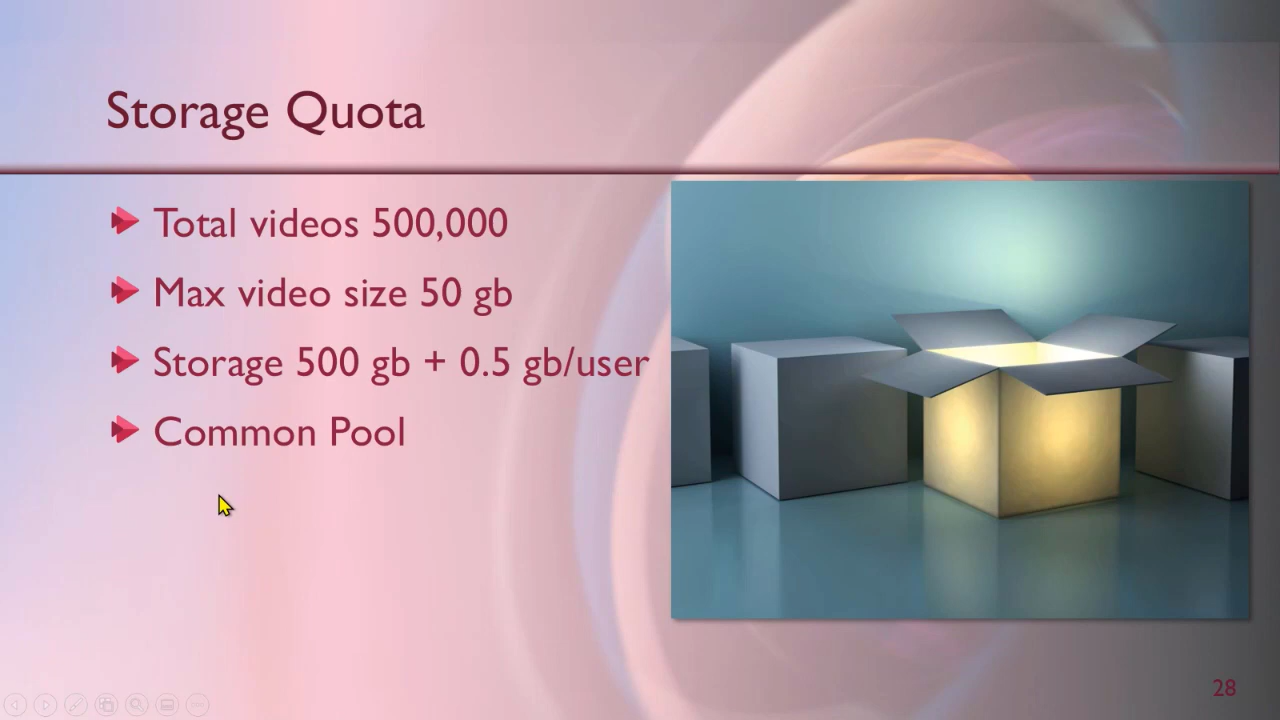 Storage Quota
Total videos 500,000
Max video size 50 gb
Storage 500 gb + 0.5 gb/user
Common Pool
28